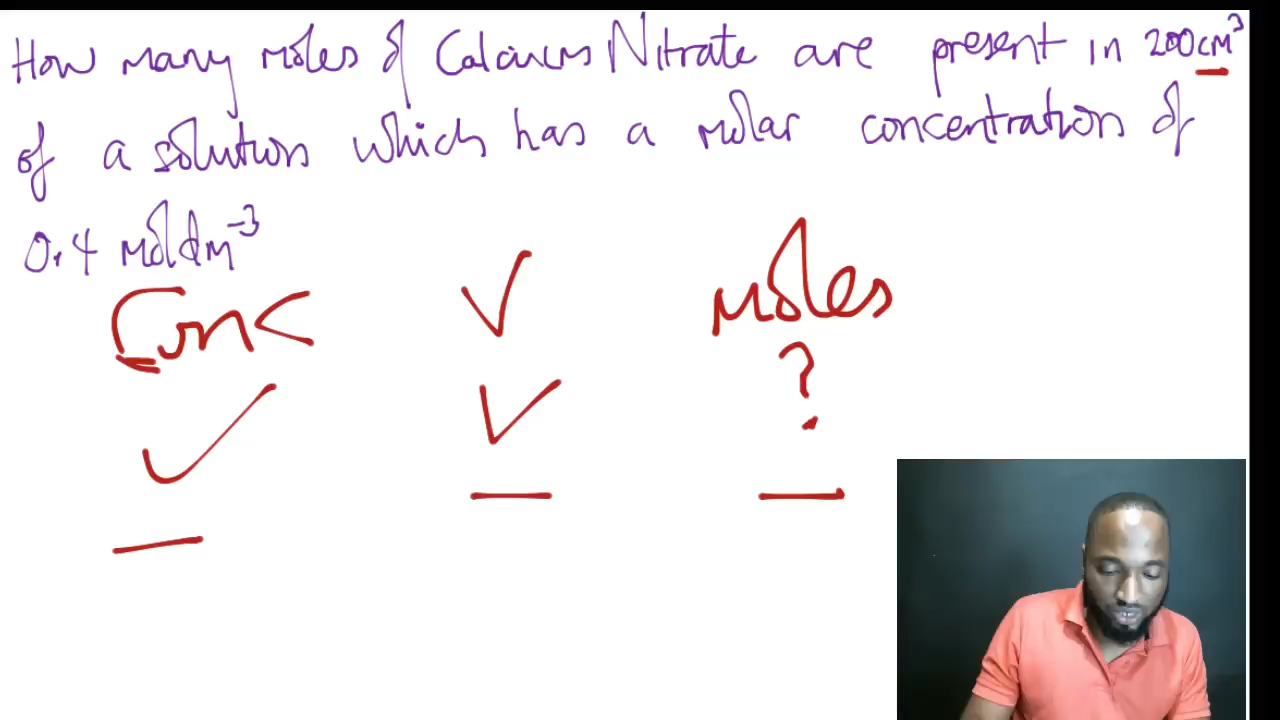 How many moles of Calcium Nitrate are present in 200cm³
of a solution which has a molar concentration of
0.4 moldm⁻³
Conc V moles
?